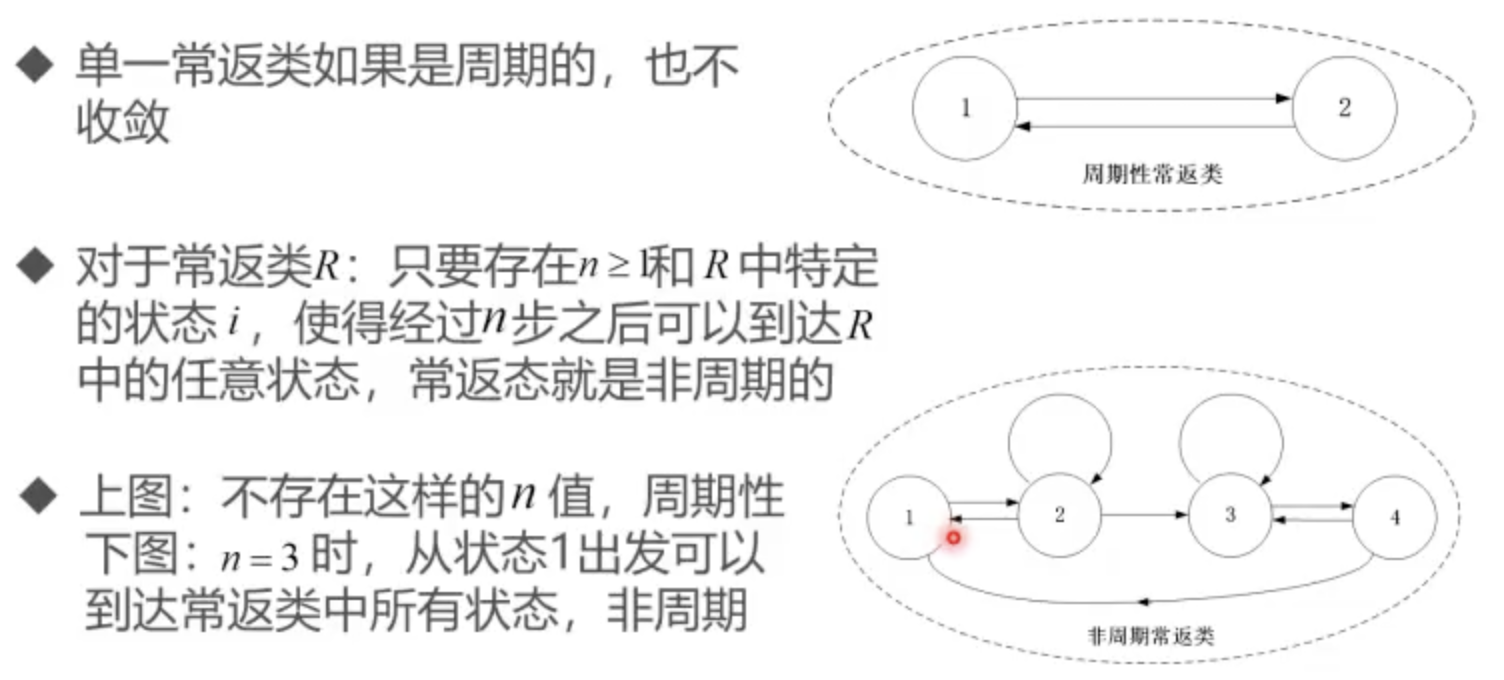 ◆ 单一常返类如果是周期的，也不
收敛
1
2
周期性常返类
◆ 对于常返类R：只要存在n ≥ 1和 R 中特定
的状态 i ，使得经过n步之后可以到达R
中的任意状态，常返态就是非周期的
◆ 上图：不存在这样的 n 值，周期性
下图：n = 3 时，从状态1出发可以
到达常返类中所有状态，非周期
1
2
3
4
非周期常返类